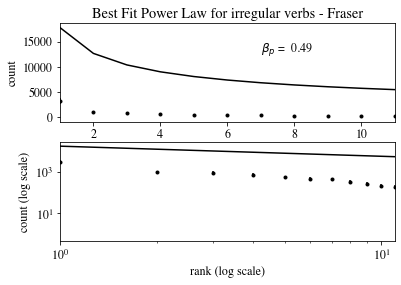 Best Fit Power Law for irregular verbs - Fraser
15000
10000
5000
0
count
βp = 0.49
2 4 6 8 10
10³
10¹
count (log scale)
10⁰ 10¹
rank (log scale)